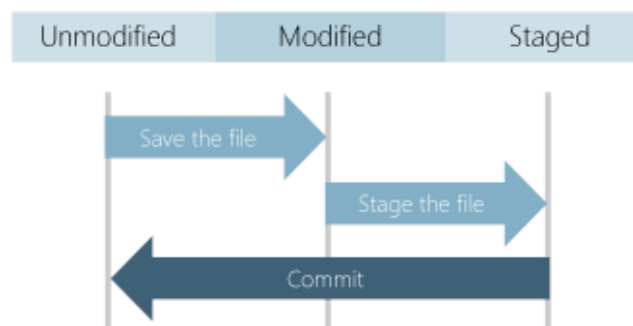 Unmodified Modified Staged
Save the file
Stage the file
Commit